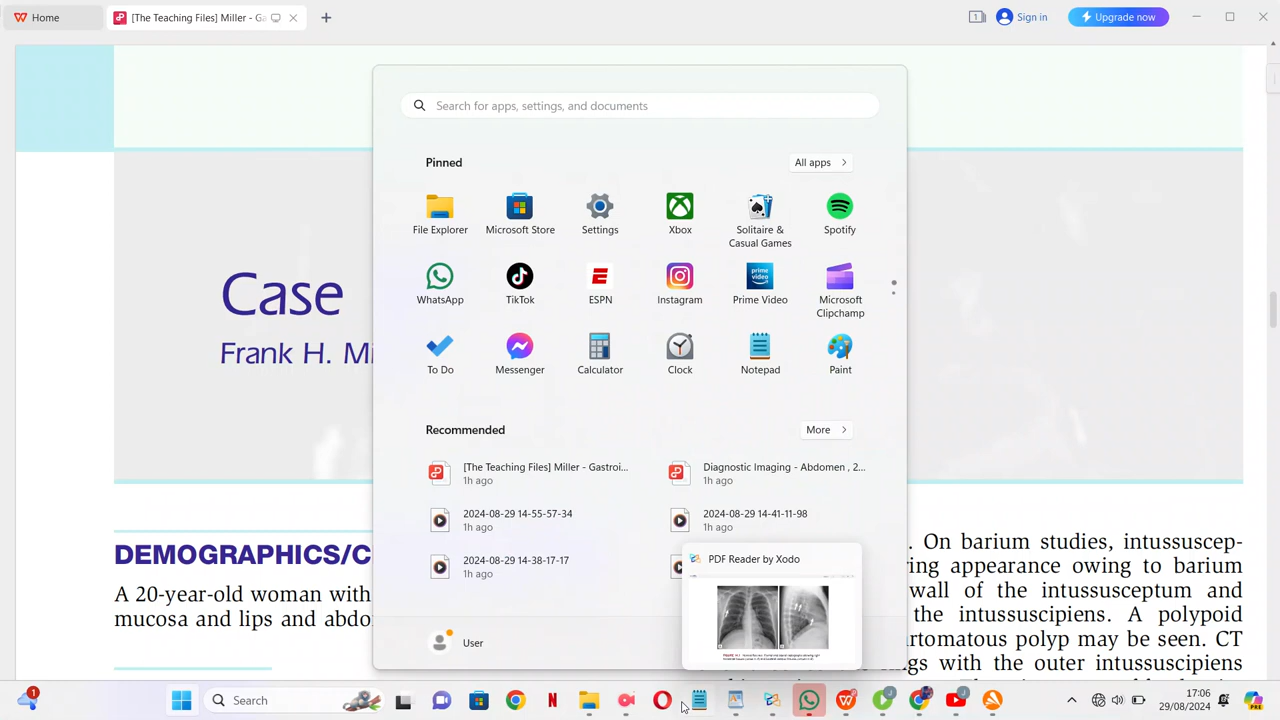 Home
[The Teaching Files] Miller - Ga
1
Sign in
Upgrade now
Search for apps, settings, and documents
Pinned
All apps
File Explorer
Microsoft Store
Settings
Xbox
Solitaire &
Casual Games
Spotify
WhatsApp
TikTok
ESPN
Instagram
Prime Video
Microsoft
Clipchamp
To Do
Messenger
Calculator
Clock
Notepad
Paint
Recommended
More
[The Teaching Files] Miller - Gastroi...
1h ago
Diagnostic Imaging - Abdomen , 2...
1h ago
2024-08-29 14-55-57-34
1h ago
2024-08-29 14-41-11-98
1h ago
2024-08-29 14-38-17-17
1h ago
PDF Reader by Xodo
User
Case
Frank H. Mi
DEMOGRAPHICS/C
A 20-year-old woman with
mucosa and lips and abdo
. On barium studies, intussuscep-
ring appearance owing to barium
wall of the intussusceptum and
the intussuscipiens. A polypoid
rtomatous polyp may be seen. CT
ngs with the outer intussuscipiens
1
Search
17:06
29/08/2024